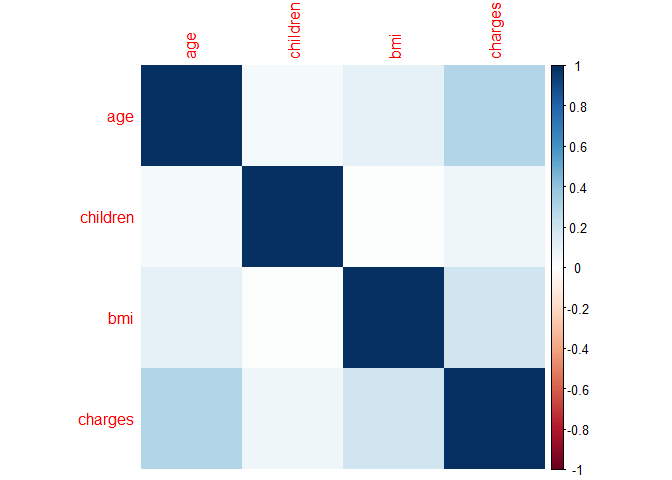 age
children
bmi
charges
age
children
bmi
charges
1
0.8
0.6
0.4
0.2
0
-0.2
-0.4
-0.6
-0.8
-1